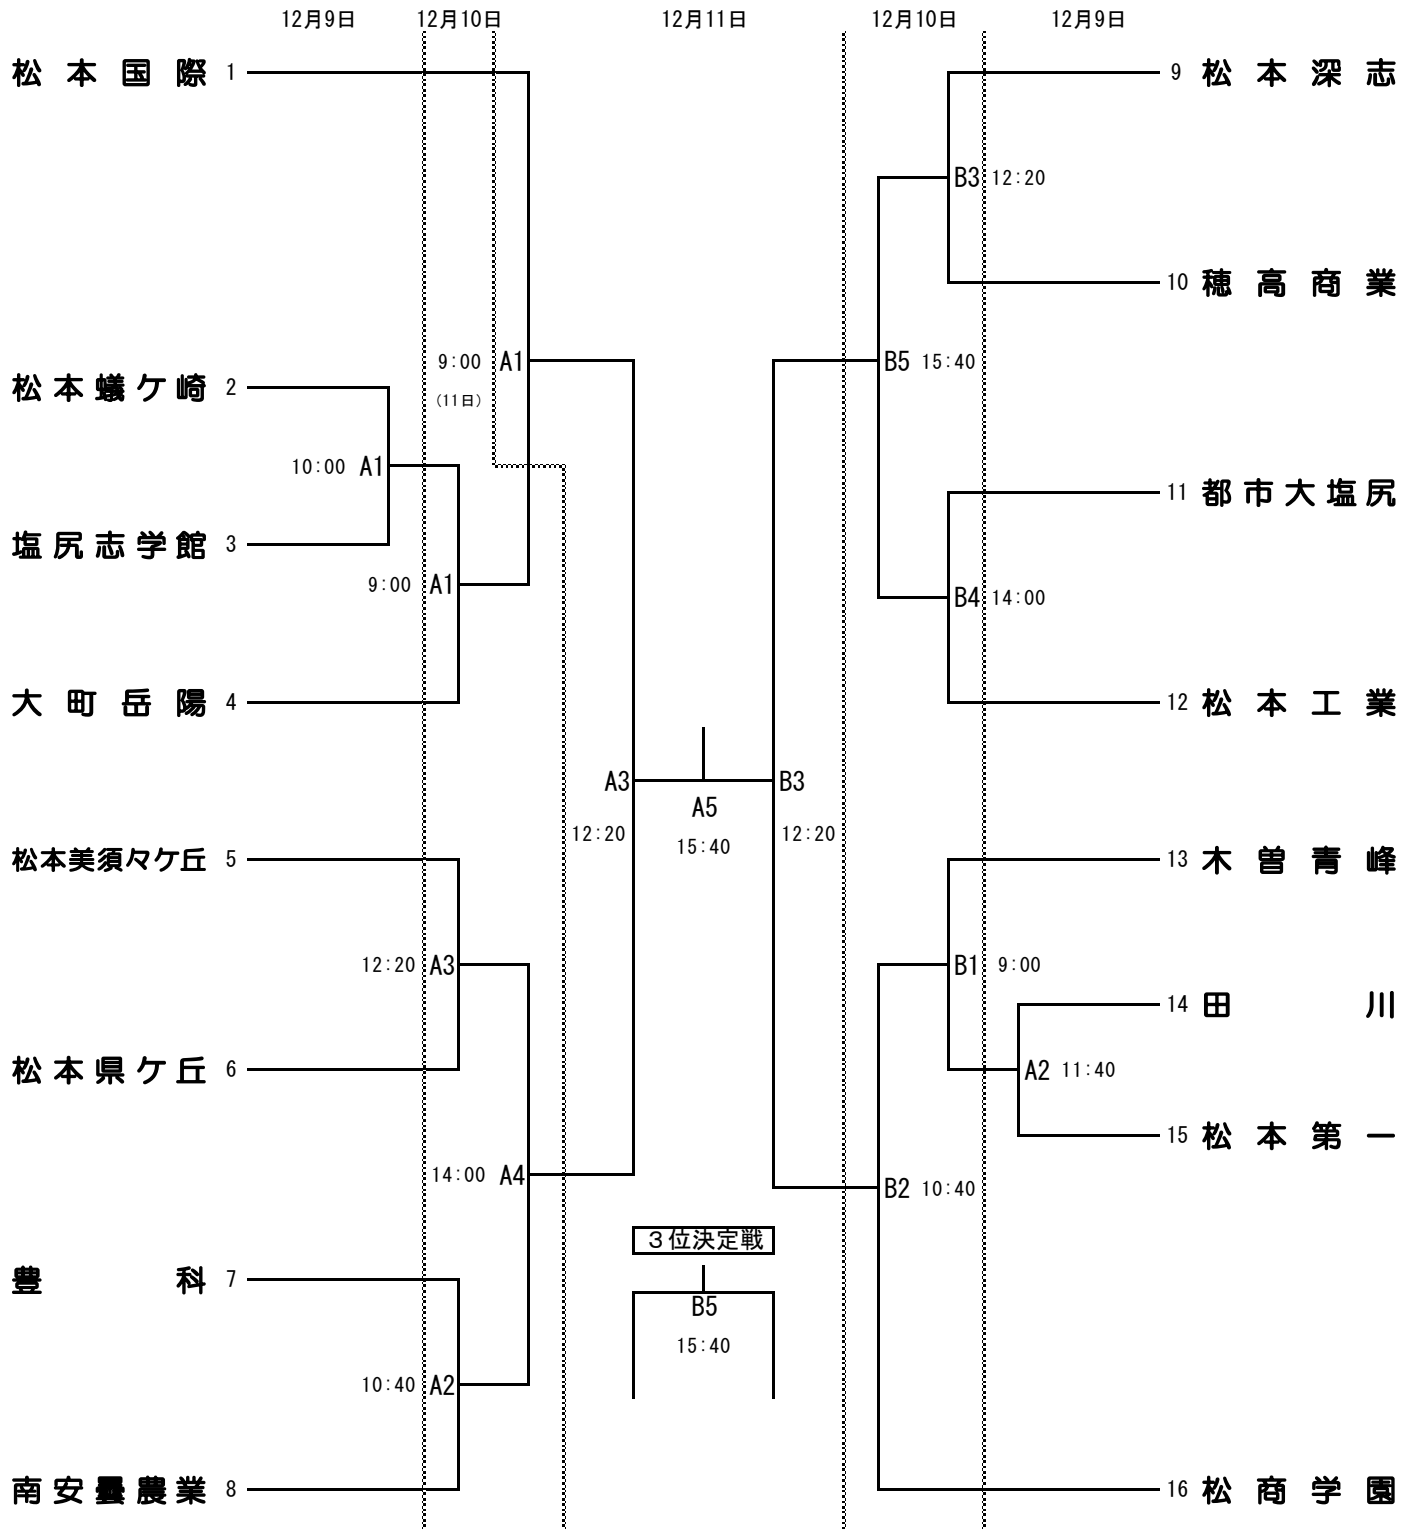 12月9日 12月10日 12月11日 12月10日 12月9日
松本国際 1
9 松本深志
B3 12:20
10 穂高商業
9:00 A1
(11日)
B5 15:40
松本蟻ケ崎 2
10:00 A1
11 都市大塩尻
塩尻志学館 3
9:00 A1
B4 14:00
大町岳陽 4
12 松本工業
A3
12:20
A5
15:40
B3
12:20
松本美須々ケ丘 5
13 木曽青峰
12:20 A3
B1 9:00
14 田川
松本県ケ丘 6
A2 11:40
15 松本第一
14:00 A4
B2 10:40
3位決定戦
豊科 7
B5
15:40
10:40 A2
南安曇農業 8
16 松商学園